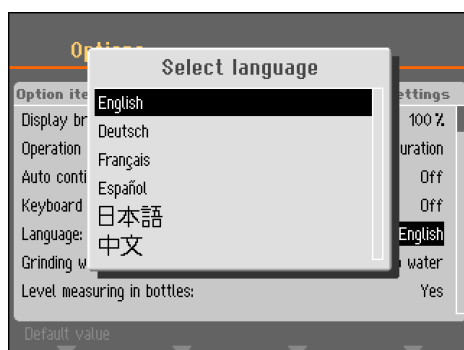 Select language
Option ite ettings
English
Display br 100 %
Deutsch
Operation uration
Français
Auto conti Off
Español
Keyboard Off
日本語
Language: English
中文
Grinding w water
Level measuring in bottles: Yes
Default value